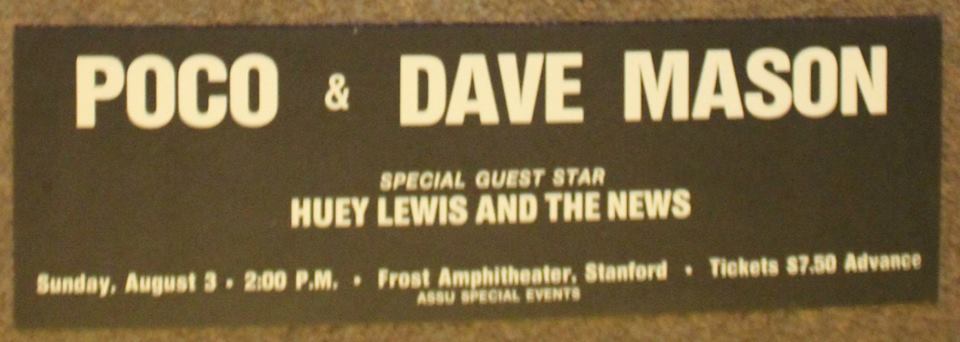 POCO & DAVE MASON
SPECIAL GUEST STAR
HUEY LEWIS AND THE NEWS
Sunday, August 3 • 2:00 P.M. • Frost Amphitheater, Stanford • Tickets $7.50 Advance
ASSU SPECIAL EVENTS